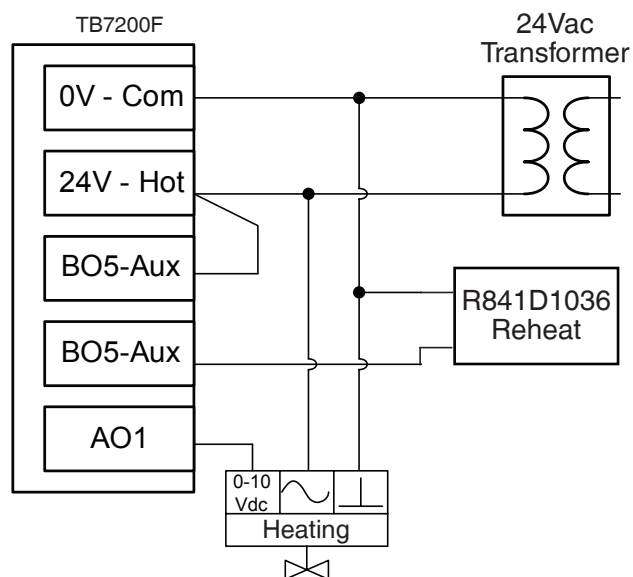 TB7200F
24Vac
Transformer
0V - Com
24V - Hot
BO5-Aux
BO5-Aux
R841D1036
Reheat
AO1
0-10
Vdc
Heating